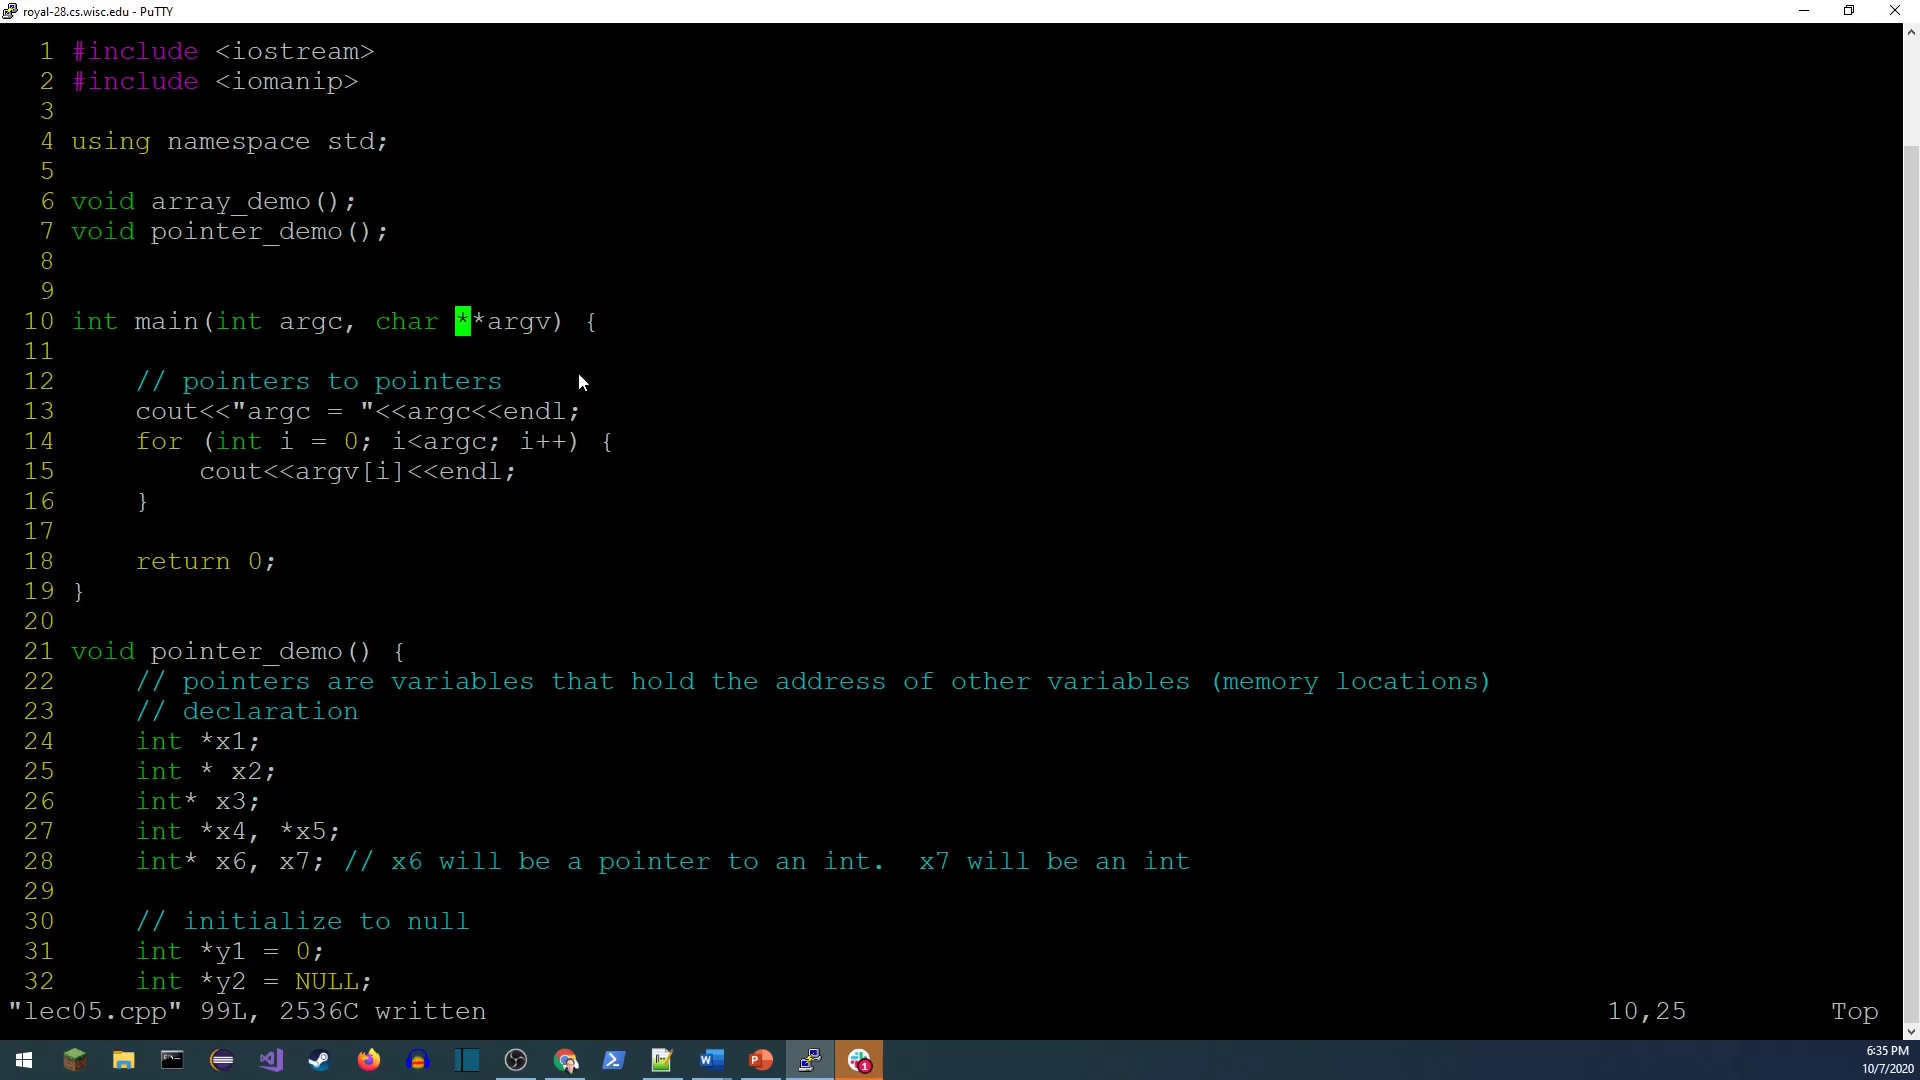 royal-28.cs.wisc.edu - PuTTY
1 #include <iostream>
2 #include <iomanip>
3
4 using namespace std;
5
6 void array_demo();
7 void pointer_demo();
8
9
10 int main(int argc, char **argv) {
11
12     // pointers to pointers
13     cout<<"argc = "<<argc<<endl;
14     for (int i = 0; i<argc; i++) {
15         cout<<argv[i]<<endl;
16     }
17
18     return 0;
19 }
20
21 void pointer_demo() {
22     // pointers are variables that hold the address of other variables (memory locations)
23     // declaration
24     int *x1;
25     int * x2;
26     int* x3;
27     int *x4, *x5;
28     int* x6, x7; // x6 will be a pointer to an int.  x7 will be an int
29
30     // initialize to null
31     int *y1 = 0;
32     int *y2 = NULL;
"lec05.cpp" 99L, 2536C written 10,25 Top
6:35 PM
10/7/2020